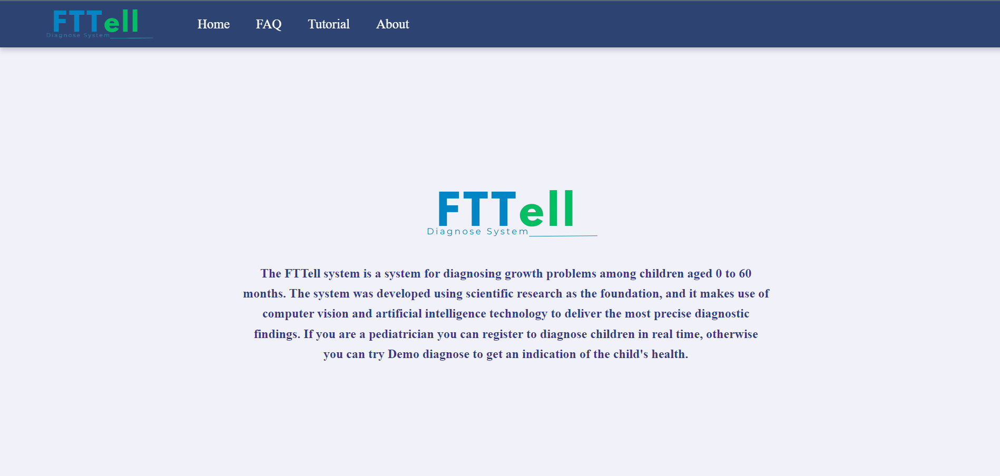 FTTell
Diagnose System
Home FAQ Tutorial About
FTTell
Diagnose System
The FTTell system is a system for diagnosing growth problems among children aged 0 to 60
months. The system was developed using scientific research as the foundation, and it makes use of
computer vision and artificial intelligence technology to deliver the most precise diagnostic
findings. If you are a pediatrician you can register to diagnose children in real time, otherwise
you can try Demo diagnose to get an indication of the child's health.